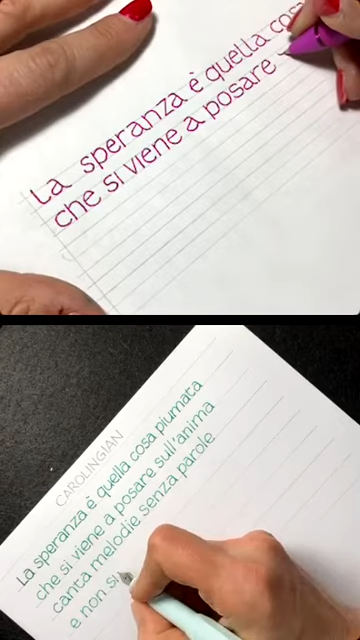 La speranza è quella cos
che si viene a posare
CAROLINGIAN
La speranza è quella cosa piumata
che si viene a posare sull'anima
canta melodie senza parole
e non si